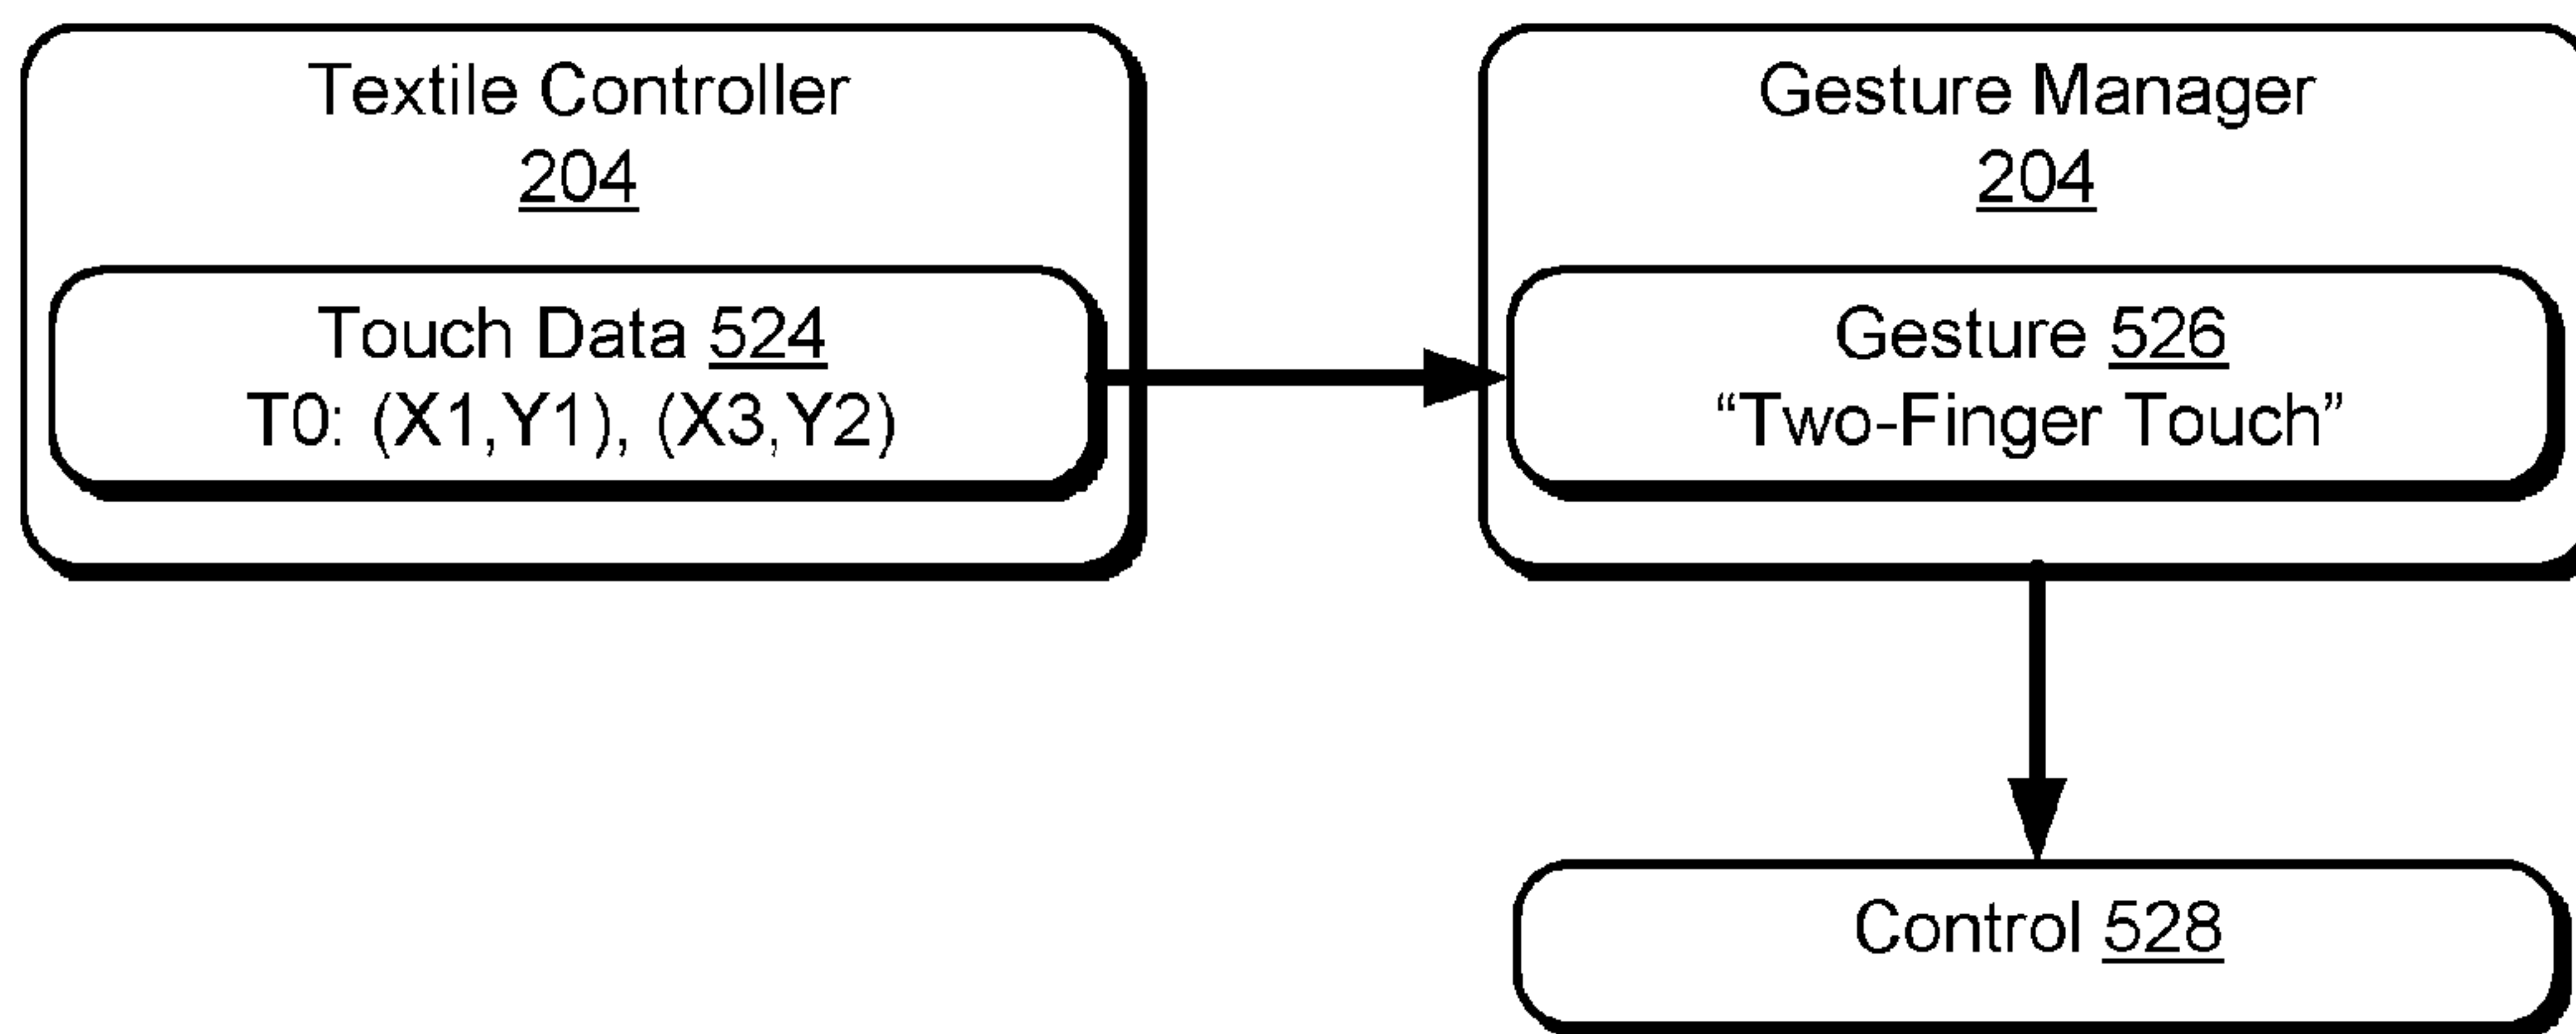 Textile Controller
204
Touch Data 524
T0: (X1,Y1), (X3,Y2)
Gesture Manager
204
Gesture 526
“Two-Finger Touch”
Control 528